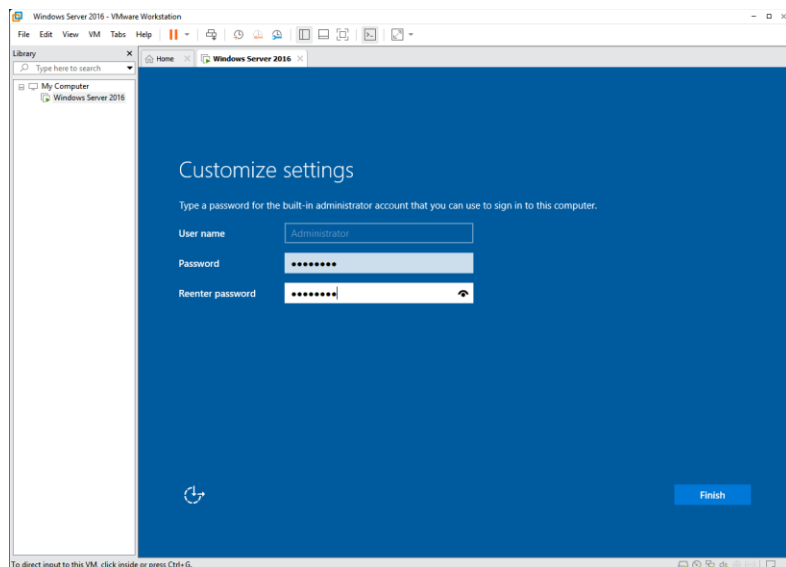 Windows Server 2016 - VMware Workstation
File Edit View VM Tabs Help
Library
Type here to search
My Computer
Windows Server 2016
Home
Windows Server 2016
Customize settings
Type a password for the built-in administrator account that you can use to sign in to this computer.
User name Administrator
Password ••••••••
Reenter password ••••••••
Finish
To direct input to this VM, click inside or press Ctrl+G.